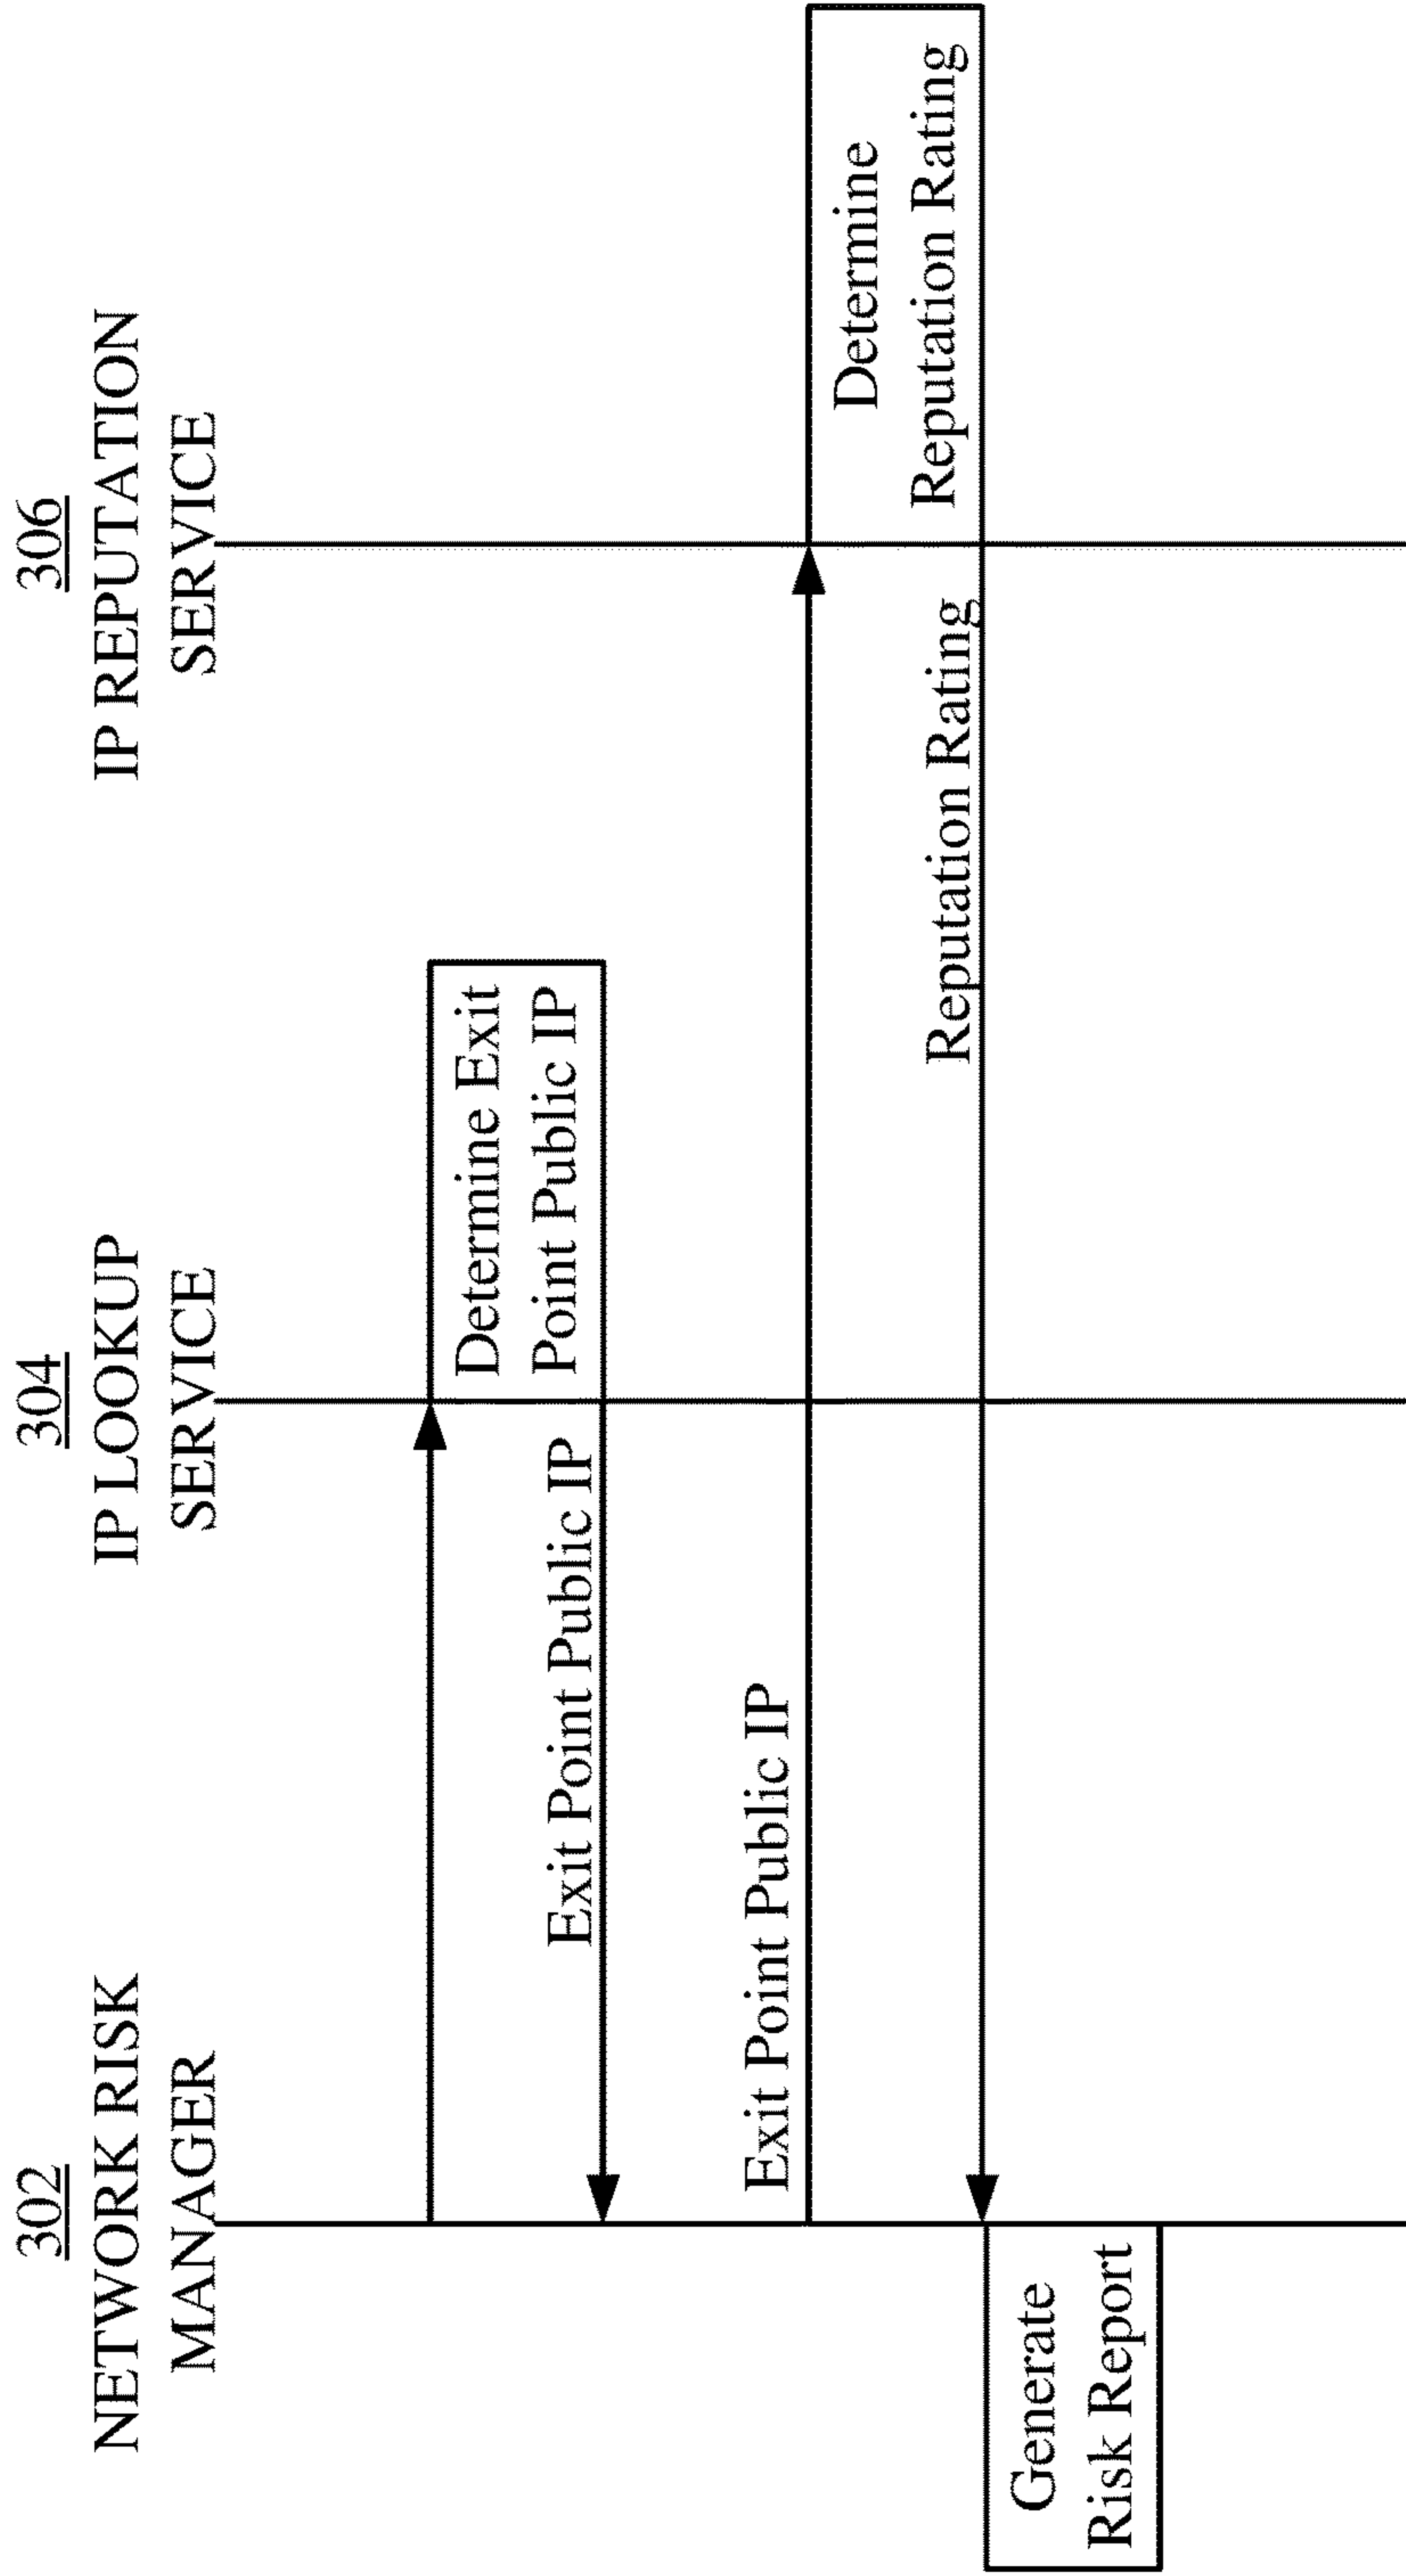 302
NETWORK RISK
MANAGER
304
IP LOOKUP
SERVICE
306
IP REPUTATION
SERVICE
Determine Exit
Point Public IP
Exit Point Public IP
Exit Point Public IP
Determine
Reputation Rating
Reputation Rating
Generate
Risk Report